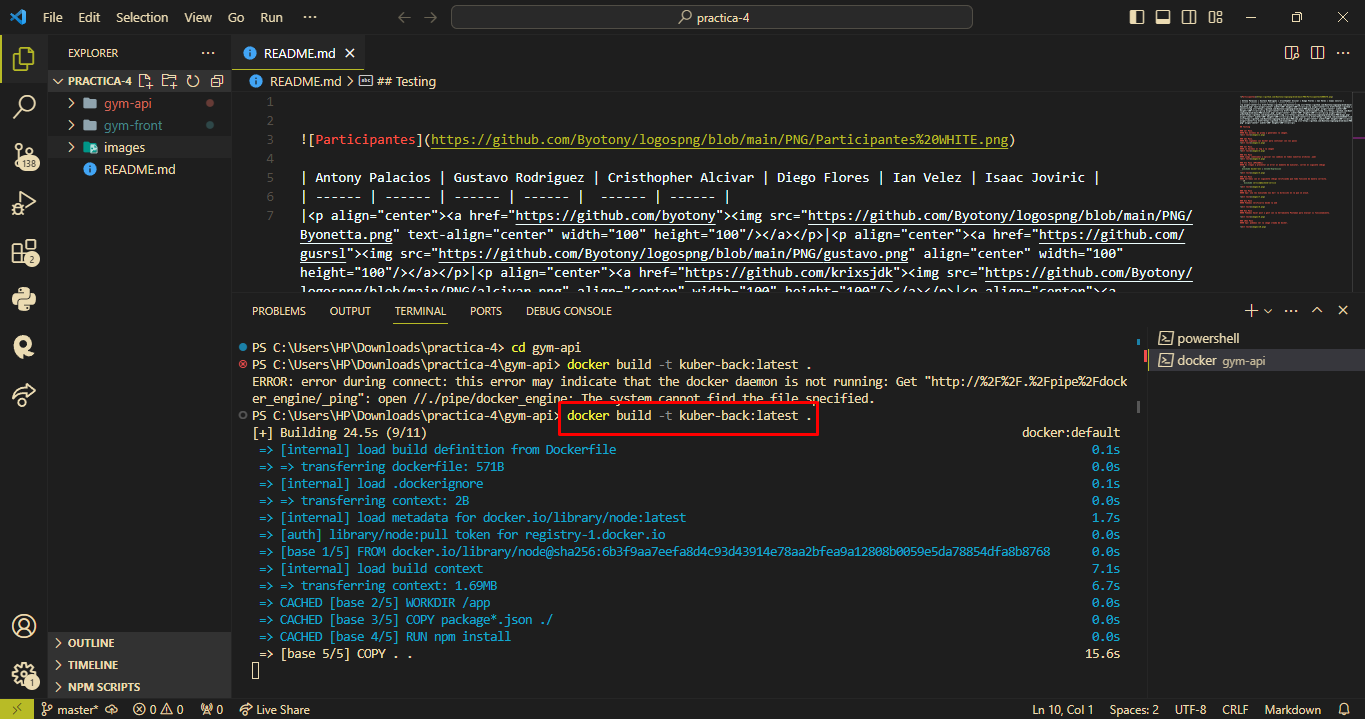 File Edit Selection View Go Run ···
practica-4
EXPLORER ···
PRACTICA-4
gym-api
gym-front
images
README.md
138
2
OUTLINE
TIMELINE
NPM SCRIPTS
1
README.md
README.md > ## Testing
1
2
3 ![Participantes](https://github.com/Byotony/logospng/blob/main/PNG/Participantes%20WHITE.png)
4
5 | Antony Palacios | Gustavo Rodriguez | Cristhopher Alcivar | Diego Flores | Ian Velez | Isaac Joviric |
6 | ------ | ------ | ------ | ------ | ------ | ------ |
7 |<p align="center"><a href="https://github.com/byotony"><img src="https://github.com/Byotony/logospng/blob/main/PNG/
Byonetta.png" text-align="center" width="100" height="100"/></a></p>|<p align="center"><a href="https://github.com/
gusrsl"><img src="https://github.com/Byotony/logospng/blob/main/PNG/gustavo.png" align="center" width="100"
height="100"/></a></p>|<p align="center"><a href="https://github.com/krixsjdk"><img src="https://github.com/Byotony/
logospng/blob/main/PNG/alcivar.png" align="center" width="100" height="100"/></a></p>|<p align="center"><a
PROBLEMS OUTPUT TERMINAL PORTS DEBUG CONSOLE
powershell
docker gym-api
PS C:\Users\HP\Downloads\practica-4> cd gym-api
PS C:\Users\HP\Downloads\practica-4\gym-api> docker build -t kuber-back:latest .
ERROR: error during connect: this error may indicate that the docker daemon is not running: Get "http://%2F%2F.%2Fpipe%2Fdock
er_engine/_ping": open //./pipe/docker_engine: The system cannot find the file specified.
PS C:\Users\HP\Downloads\practica-4\gym-api> docker build -t kuber-back:latest .
[+] Building 24.5s (9/11) docker:default
=> [internal] load build definition from Dockerfile 0.1s
=> => transferring dockerfile: 571B 0.0s
=> [internal] load .dockerignore 0.1s
=> => transferring context: 2B 0.0s
=> [internal] load metadata for docker.io/library/node:latest 1.7s
=> [auth] library/node:pull token for registry-1.docker.io 0.0s
=> [base 1/5] FROM docker.io/library/node@sha256:6b3f9aa7eefa8d4c93d43914e78aa2bfea9a12808b0059e5da78854dfa8b8768 0.0s
=> [internal] load build context 7.1s
=> => transferring context: 1.69MB 6.7s
=> CACHED [base 2/5] WORKDIR /app 0.0s
=> CACHED [base 3/5] COPY package*.json ./ 0.0s
=> CACHED [base 4/5] RUN npm install 0.0s
=> [base 5/5] COPY . . 15.6s
master* 0 0 0 Live Share Ln 10, Col 1 Spaces: 2 UTF-8 CRLF Markdown